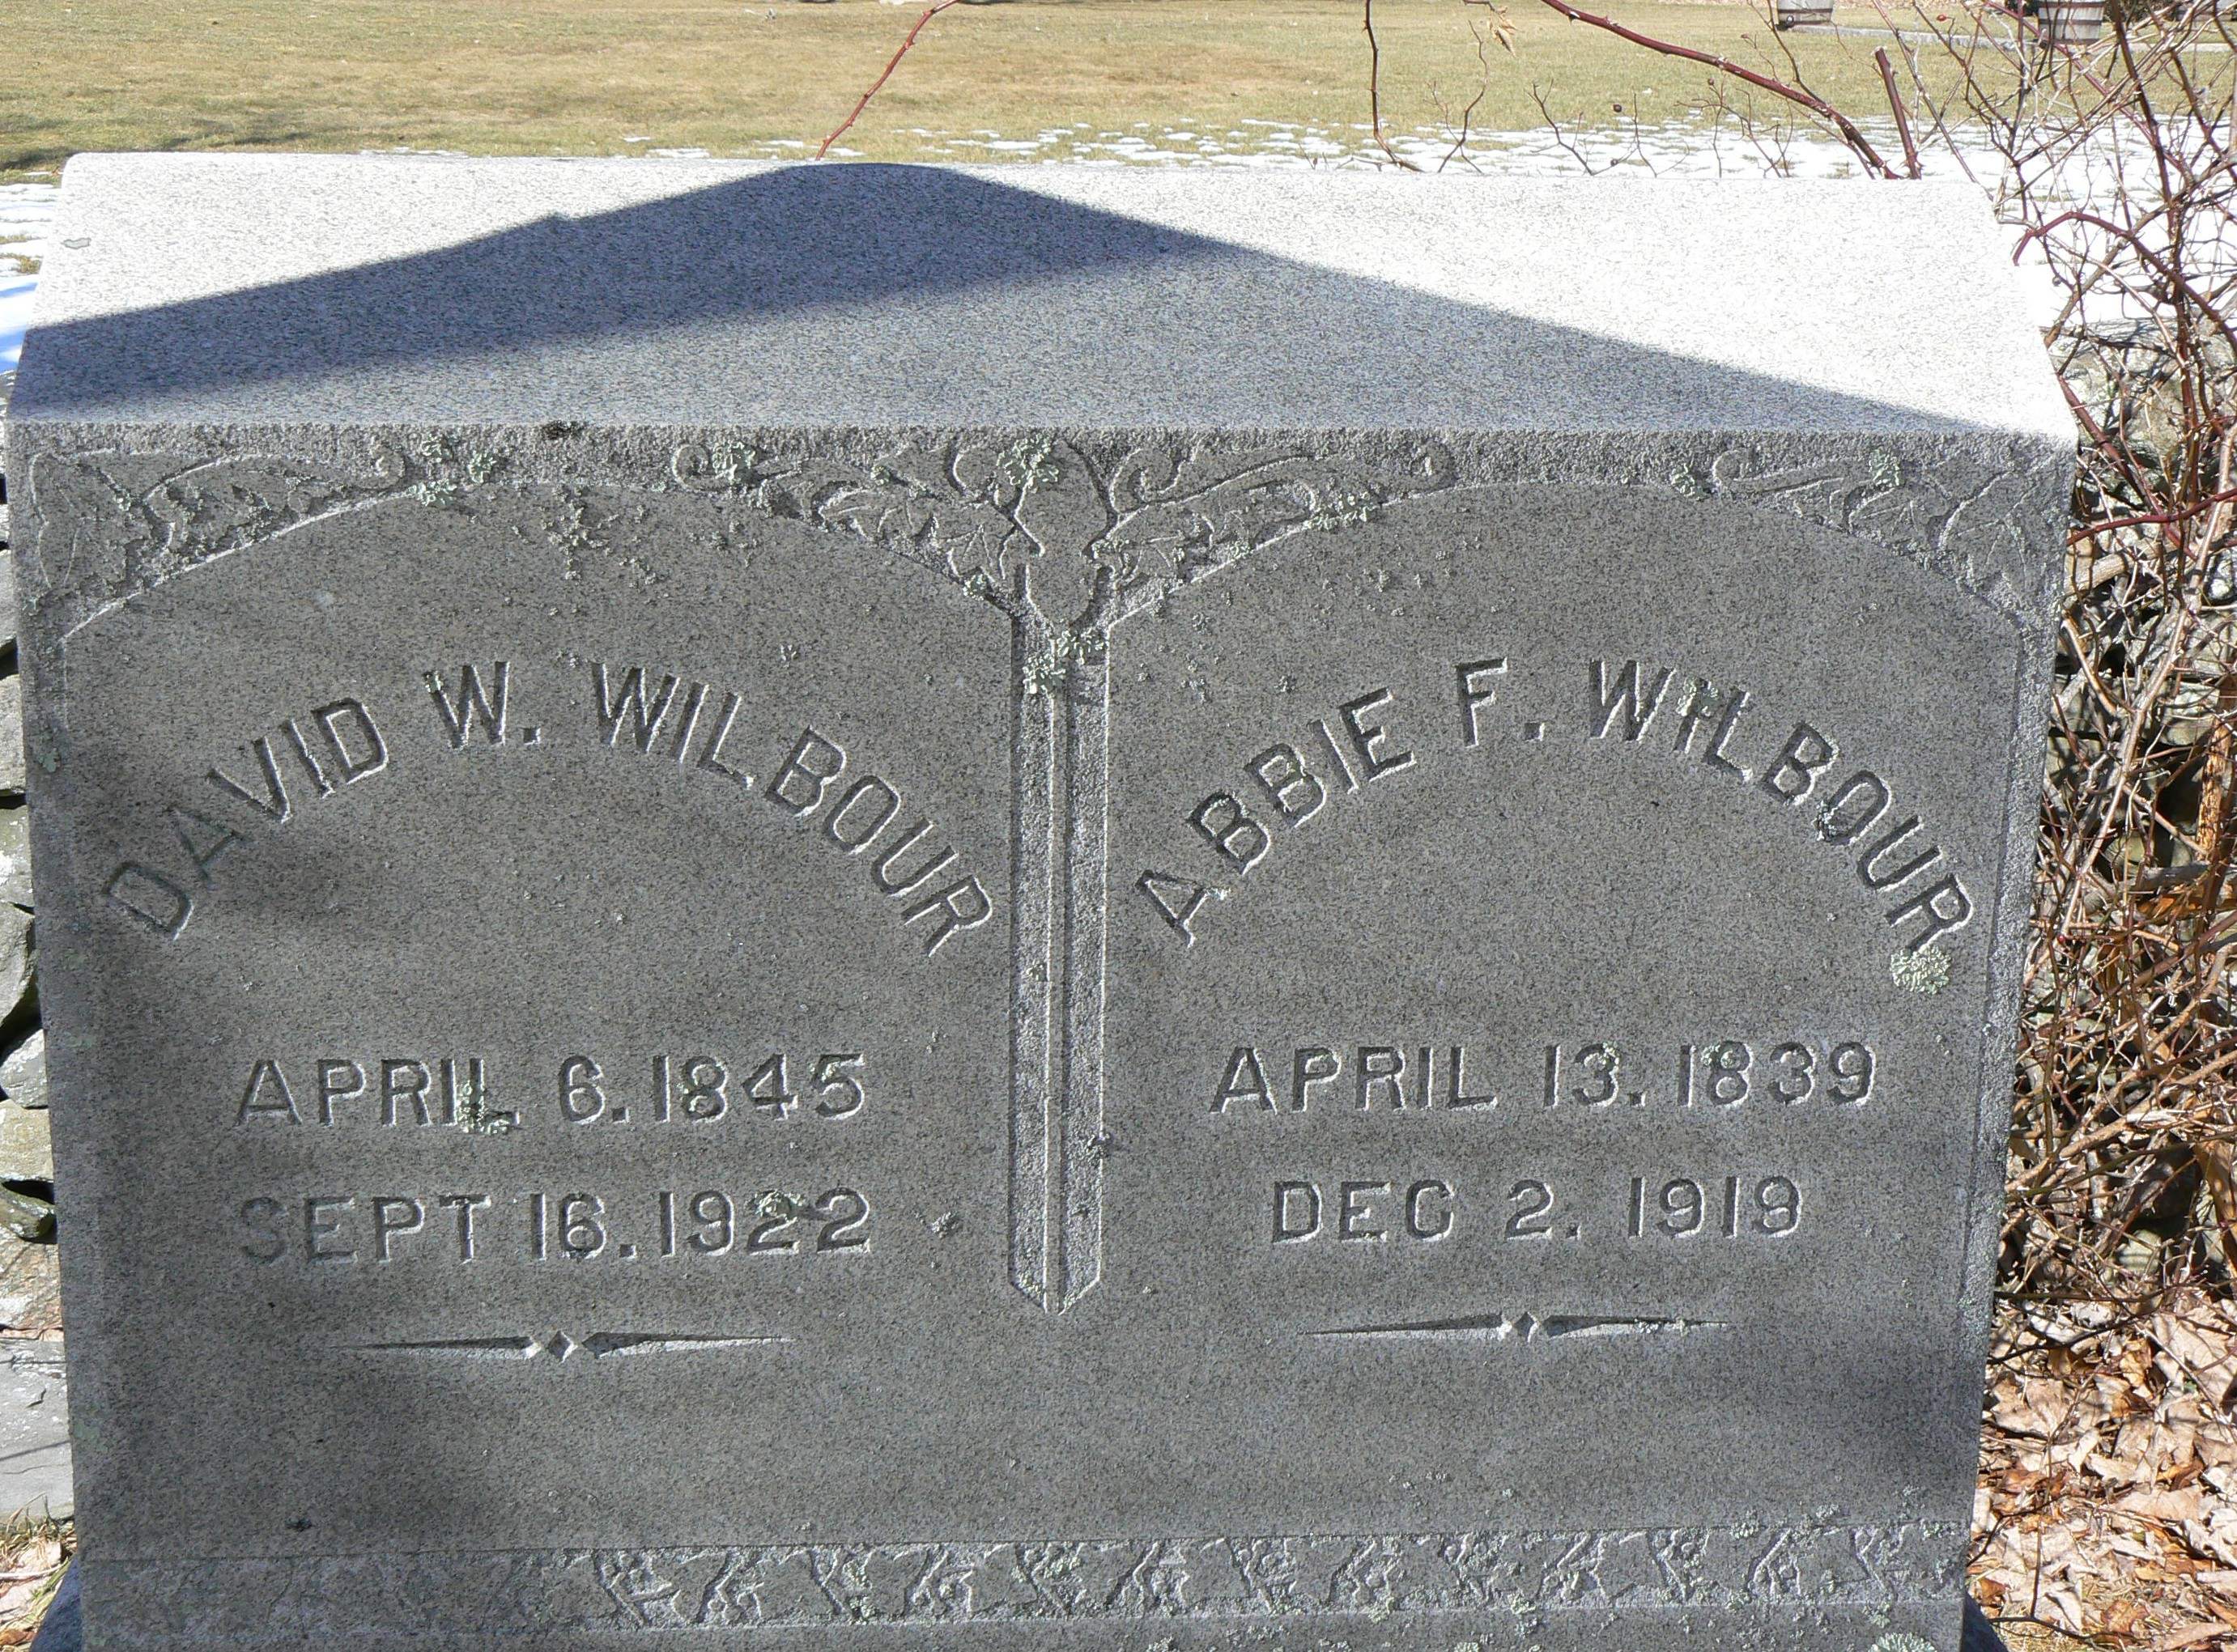 DAVID W. WILBOUR
APRIL 6. 1845
SEPT 16. 1922
ABBIE F. WILBOUR
APRIL 13. 1839
DEC 2. 1919